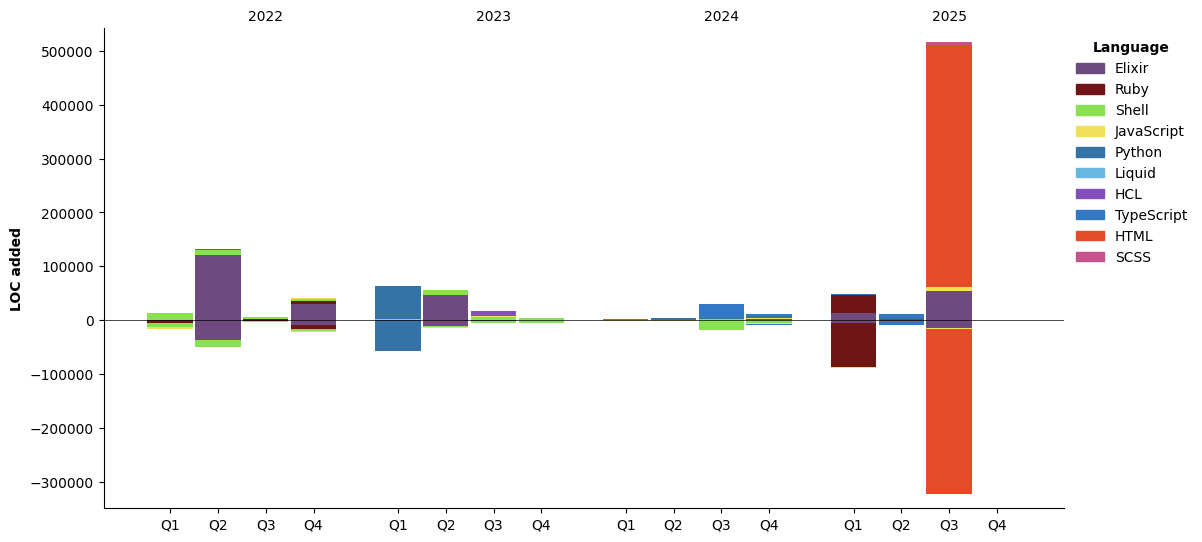 2022 2023 2024 2025
500000
400000
300000
200000
100000
0
−100000
−200000
−300000
LOC added
Q1 Q2 Q3 Q4 Q1 Q2 Q3 Q4 Q1 Q2 Q3 Q4 Q1 Q2 Q3 Q4
Language
Elixir
Ruby
Shell
JavaScript
Python
Liquid
HCL
TypeScript
HTML
SCSS